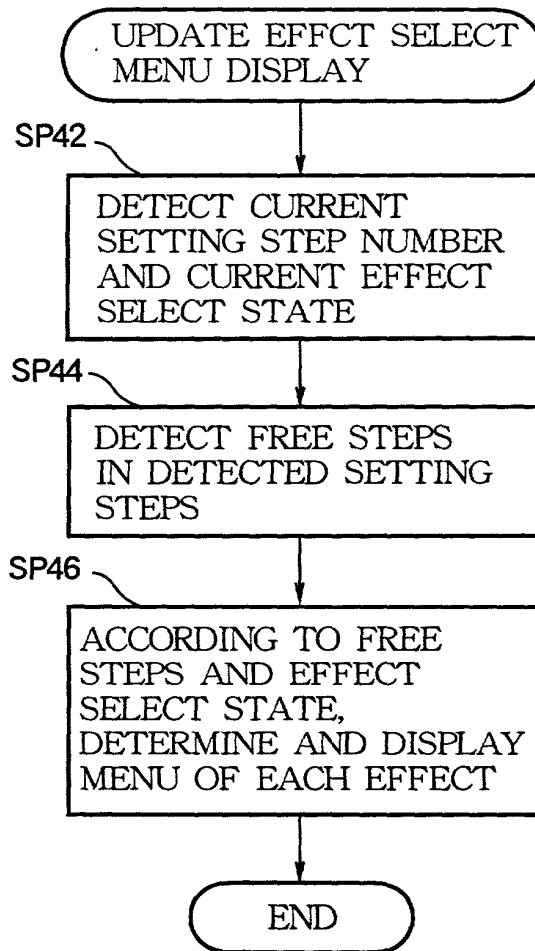 UPDATE EFFCT SELECT
MENU DISPLAY
SP42
DETECT CURRENT
SETTING STEP NUMBER
AND CURRENT EFFECT
SELECT STATE
SP44
DETECT FREE STEPS
IN DETECTED SETTING
STEPS
SP46
ACCORDING TO FREE
STEPS AND EFFECT
SELECT STATE,
DETERMINE AND DISPLAY
MENU OF EACH EFFECT
END